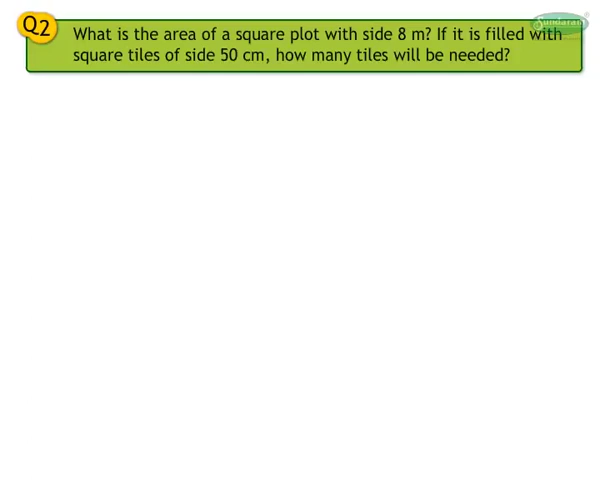 Q2
Sundaram
What is the area of a square plot with side 8 m? If it is filled with
square tiles of side 50 cm, how many tiles will be needed?